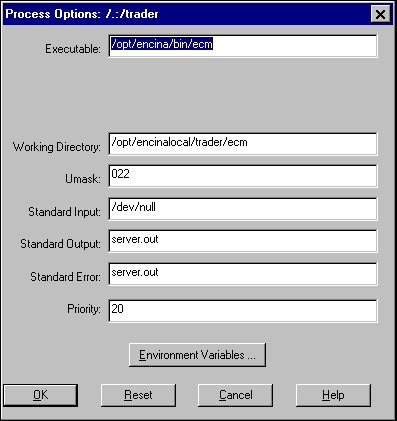 Process Options: /.:/trader
Executable: /opt/encina/bin/ecm
Working Directory: /opt/encinalocal/trader/ecm
Umask: 022
Standard Input: /dev/null
Standard Output: server.out
Standard Error: server.out
Priority: 20
Environment Variables ...
OK Reset Cancel Help